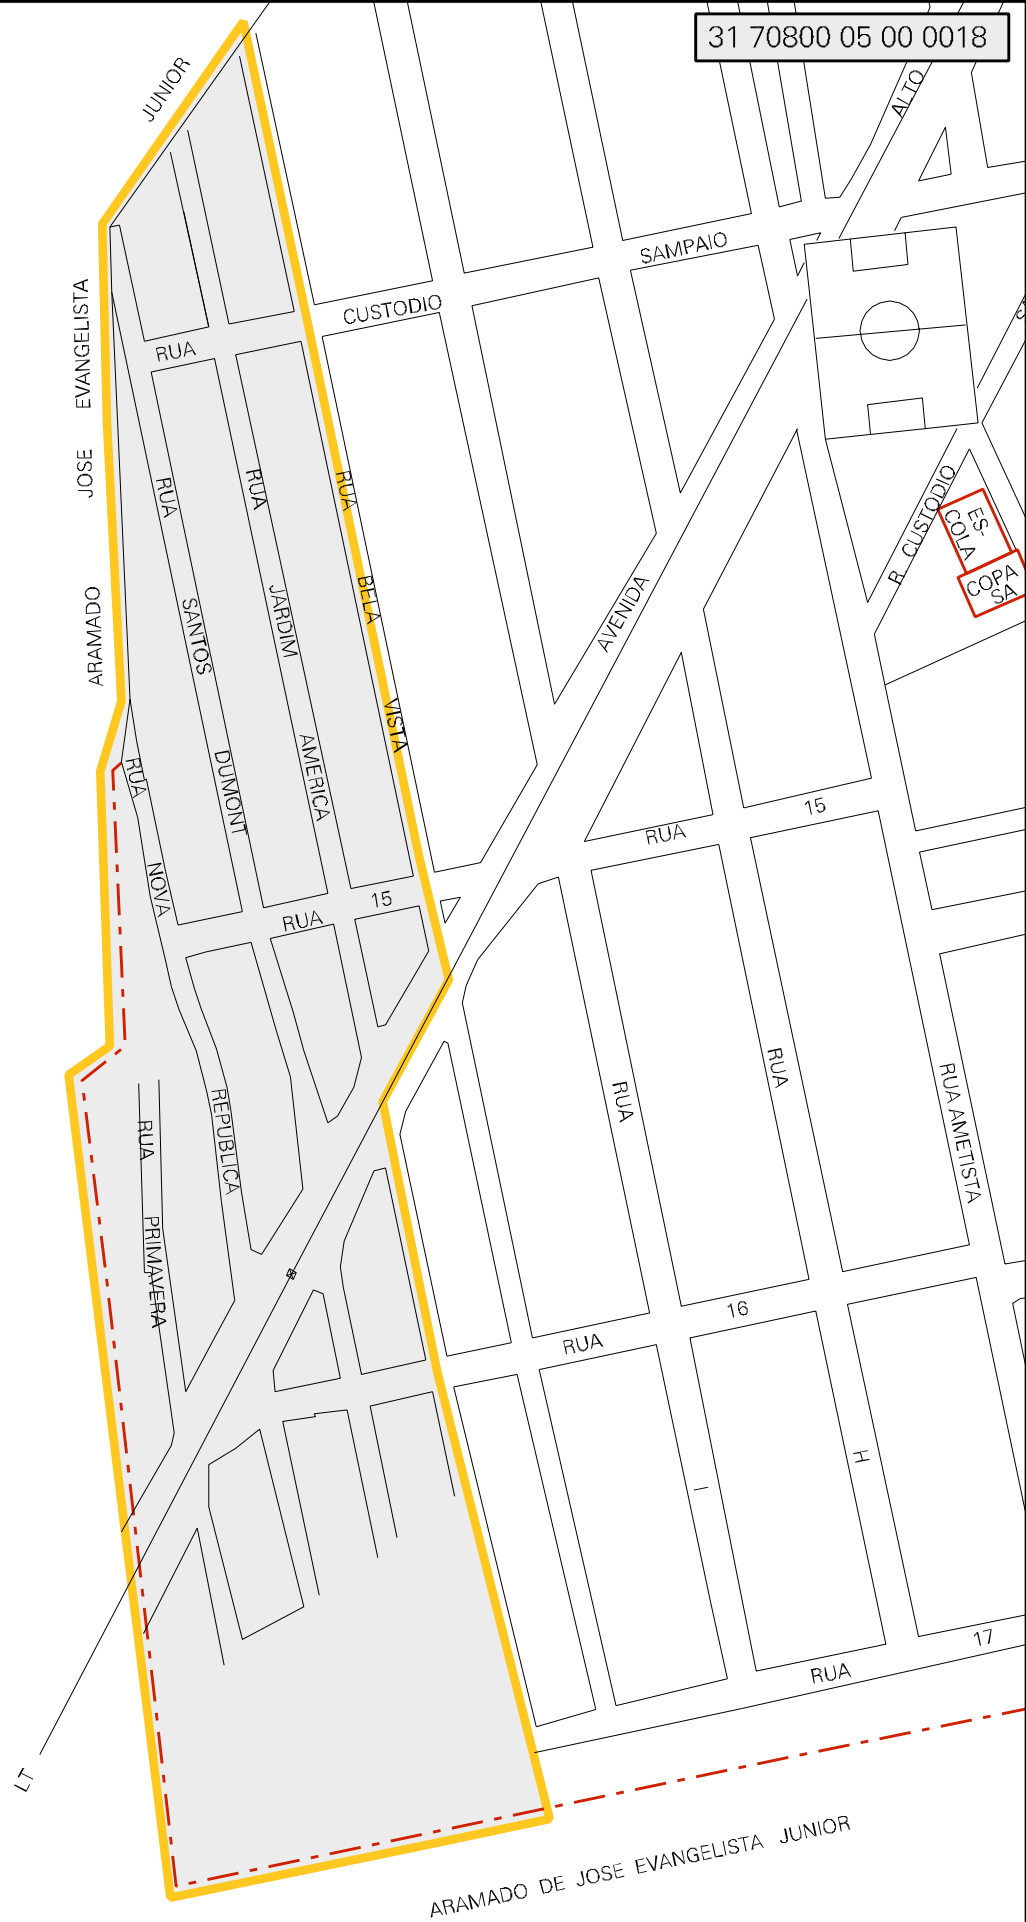 31 70800 05 00 0018
ALTO
JUNIOR
SAMPAIO
CUSTODIO
RUA
ARAMADO JOSE EVANGELISTA
RUA SANTOS DUMONT
RUA JARDIM AMERICA
RUA BELA VISTA
R. CUSTODIO
ES-
COLA
COPA
SA
AVENIDA
RUA 15
RUA NOVA REPUBLICA
RUA 15
RUA
RUA
RUA AMETISTA
RUA PRIMAVERA
RUA 16
I
H
RUA 17
LT
ARAMADO DE JOSE EVANGELISTA JUNIOR